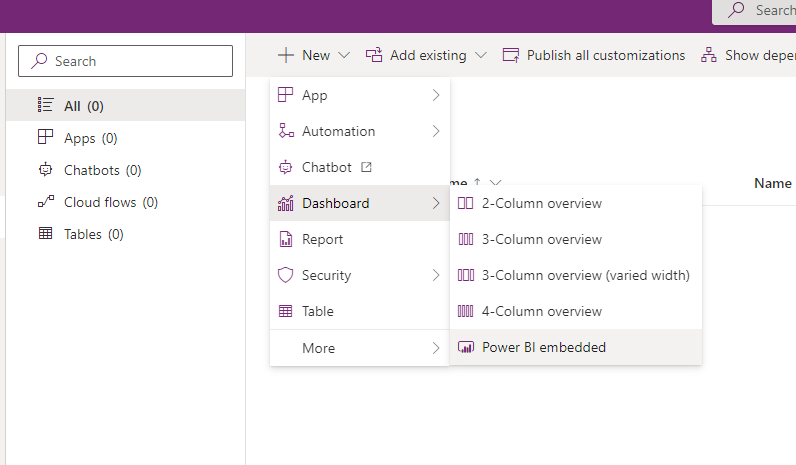 Search
Search
New
Add existing
Publish all customizations
Show depe
All (0)
Apps (0)
Chatbots (0)
Cloud flows (0)
Tables (0)
App
Automation
Chatbot
Dashboard
Report
Security
Table
More
me ↑
Name
2-Column overview
3-Column overview
3-Column overview (varied width)
4-Column overview
Power BI embedded